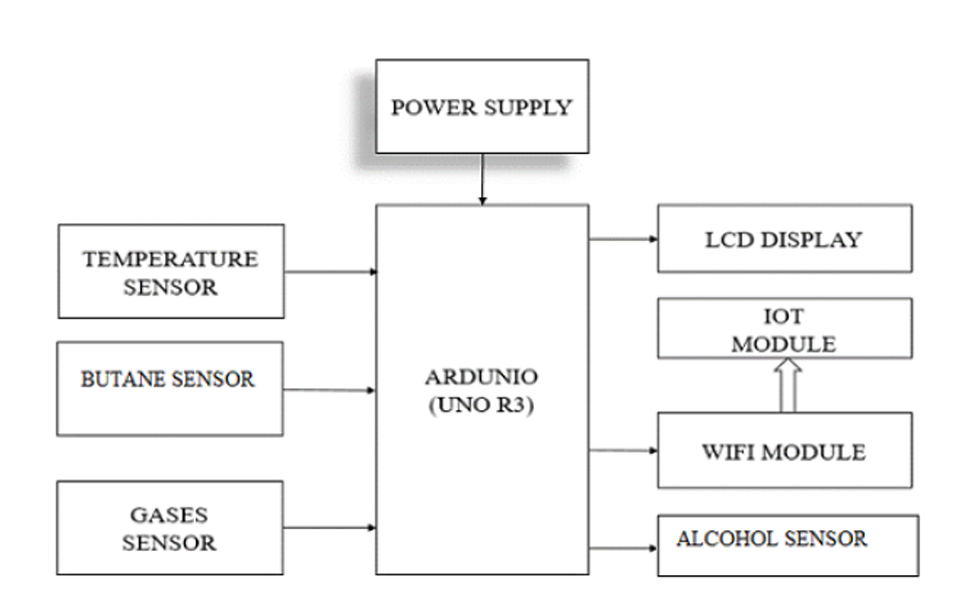 POWER SUPPLY
TEMPERATURE
SENSOR
BUTANE SENSOR
GASES
SENSOR
ARDUNIO
(UNO R3)
LCD DISPLAY
IOT
MODULE
WIFI MODULE
ALCOHOL SENSOR